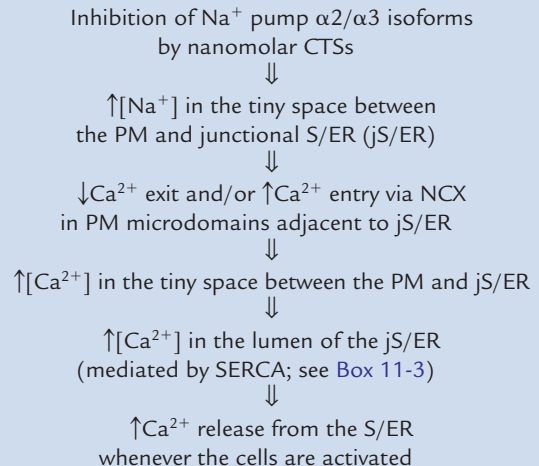 Inhibition of Na⁺ pump α2/α3 isoforms
by nanomolar CTSs
⇓
↑[Na⁺] in the tiny space between
the PM and junctional S/ER (jS/ER)
⇓
↓Ca²⁺ exit and/or ↑Ca²⁺ entry via NCX
in PM microdomains adjacent to jS/ER
⇓
↑[Ca²⁺] in the tiny space between the PM and jS/ER
⇓
↑[Ca²⁺] in the lumen of the jS/ER
(mediated by SERCA; see Box 11-3)
⇓
↑Ca²⁺ release from the S/ER
whenever the cells are activated